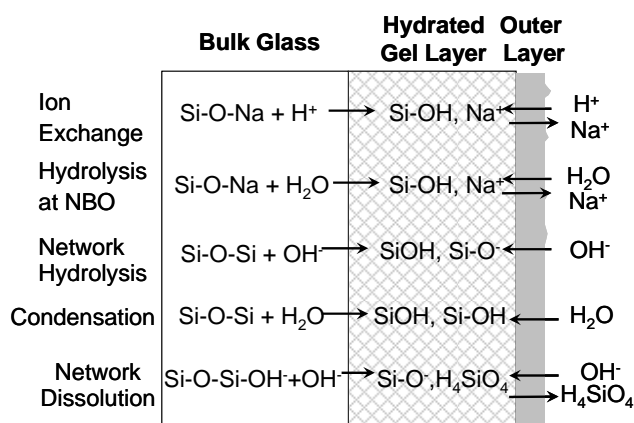 Bulk Glass Hydrated Gel Layer Outer Layer
Ion Exchange Si-O-Na + H⁺ Si-OH, Na⁺ H⁺ Na⁺
Hydrolysis at NBO Si-O-Na + H₂O Si-OH, Na⁺ H₂O Na⁺
Network Hydrolysis Si-O-Si + OH⁻ SiOH, Si-O⁻ OH⁻
Condensation Si-O-Si + H₂O SiOH, Si-OH H₂O
Network Dissolution Si-O-Si-OH⁻+OH⁻ Si-O⁻,H₄SiO₄ OH⁻ H₄SiO₄